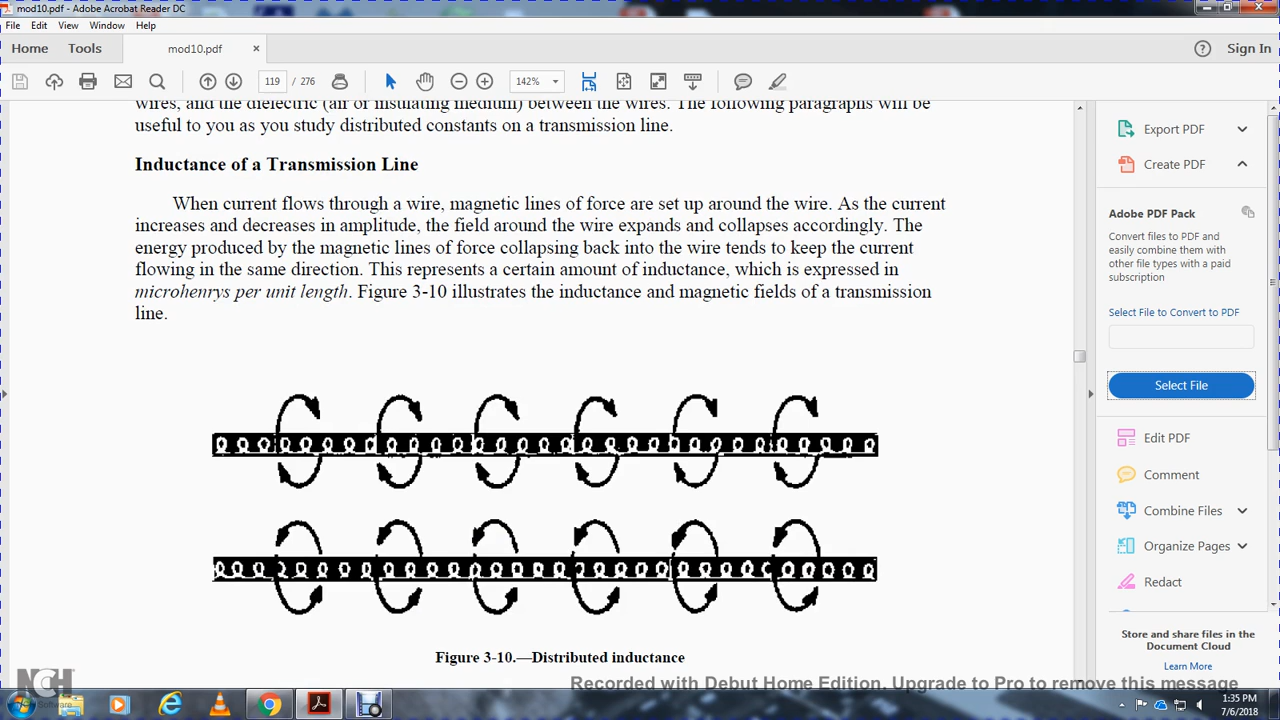 mod10.pdf - Adobe Acrobat Reader DC
File Edit View Window Help
Home Tools mod10.pdf × Sign In
119 / 276 142%
wires, and the dielectric (air or insulating medium) between the wires. The following paragraphs will be
useful to you as you study distributed constants on a transmission line.
Inductance of a Transmission Line
When current flows through a wire, magnetic lines of force are set up around the wire. As the current
increases and decreases in amplitude, the field around the wire expands and collapses accordingly. The
energy produced by the magnetic lines of force collapsing back into the wire tends to keep the current
flowing in the same direction. This represents a certain amount of inductance, which is expressed in
microhenrys per unit length. Figure 3-10 illustrates the inductance and magnetic fields of a transmission
line.
Figure 3-10.—Distributed inductance
Export PDF
Create PDF
Adobe PDF Pack
Convert files to PDF and
easily combine them with
other file types with a paid
subscription
Select File to Convert to PDF
Select File
Edit PDF
Comment
Combine Files
Organize Pages
Redact
Store and share files in the
Document Cloud
Learn More
NCH
Software
Recorded with Debut Home Edition. Upgrade to Pro to remove this message
1:35 PM
7/6/2018